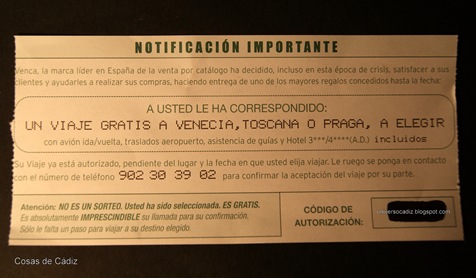 NOTIFICACIÓN IMPORTANTE
Venca, la marca líder en España de la venta por catálogo ha decidido, incluso en esta época de crisis, satisfacer a sus
clientes y ayudarles a realizar sus compras, haciendo entrega de uno de los mayores regalos concedidos hasta la fecha:
A USTED LE HA CORRESPONDIDO:
UN VIAJE GRATIS A VENECIA,TOSCANA O PRAGA, A ELEGIR
con avión ida/vuelta, traslados aeropuerto, asistencia de guías y Hotel 3***/4****(A.D.) incluidos
Su Viaje ya está autorizado, pendiente del lugar y la fecha en que usted elija viajar. Le ruego se ponga en contacto
con el número de teléfono 902 30 39 02 para confirmar la aceptación del viaje por su parte.
Atención: NO ES UN SORTEO. Usted ha sido seleccionada. ES GRATIS.
Es absolutamente IMPRESCINDIBLE su llamada para su confirmación.
Sólo le falta un paso para viajar a su destino elegido.
CÓDIGO DE
AUTORIZACIÓN:
universocadiz.blogspot.com
Cosas de Cádiz